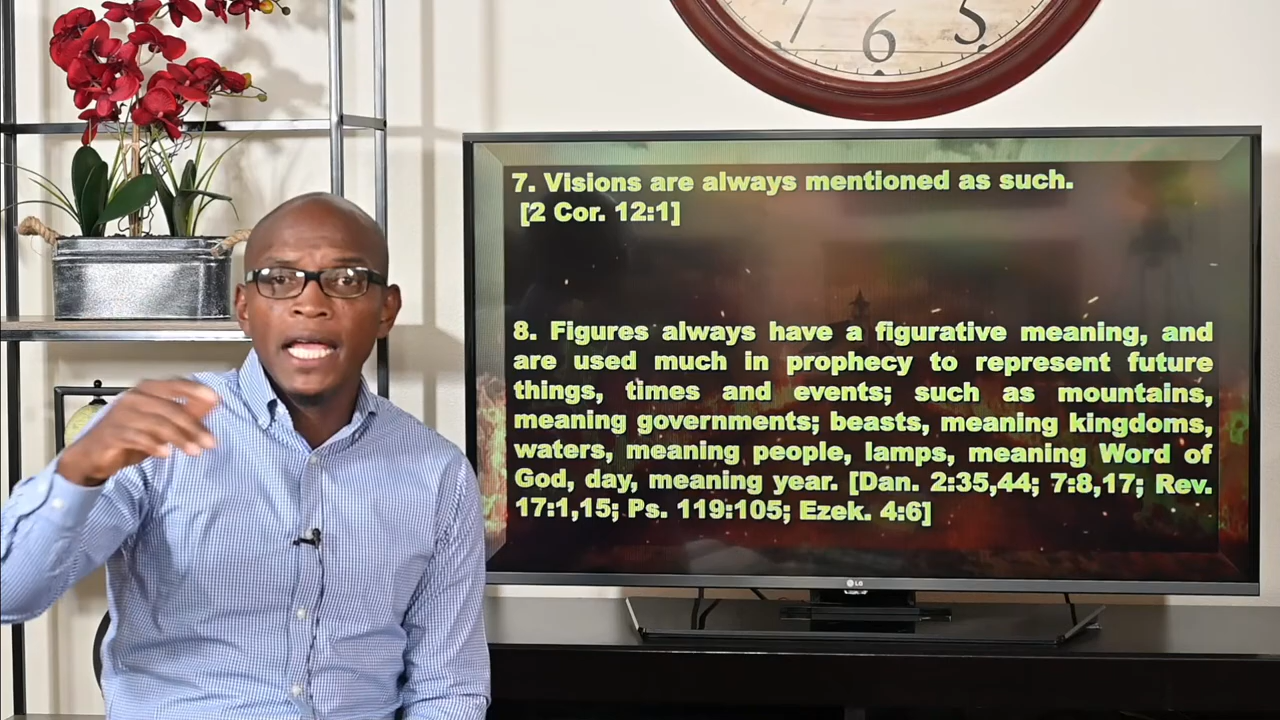 7
6
5
7. Visions are always mentioned as such.
[2 Cor. 12:1]
8. Figures always have a figurative meaning, and
are used much in prophecy to represent future
things, times and events; such as mountains,
meaning governments; beasts, meaning kingdoms,
waters, meaning people, lamps, meaning Word of
God, day, meaning year. [Dan. 2:35,44; 7:8,17; Rev.
17:1,15; Ps. 119:105; Ezek. 4:6]
LG